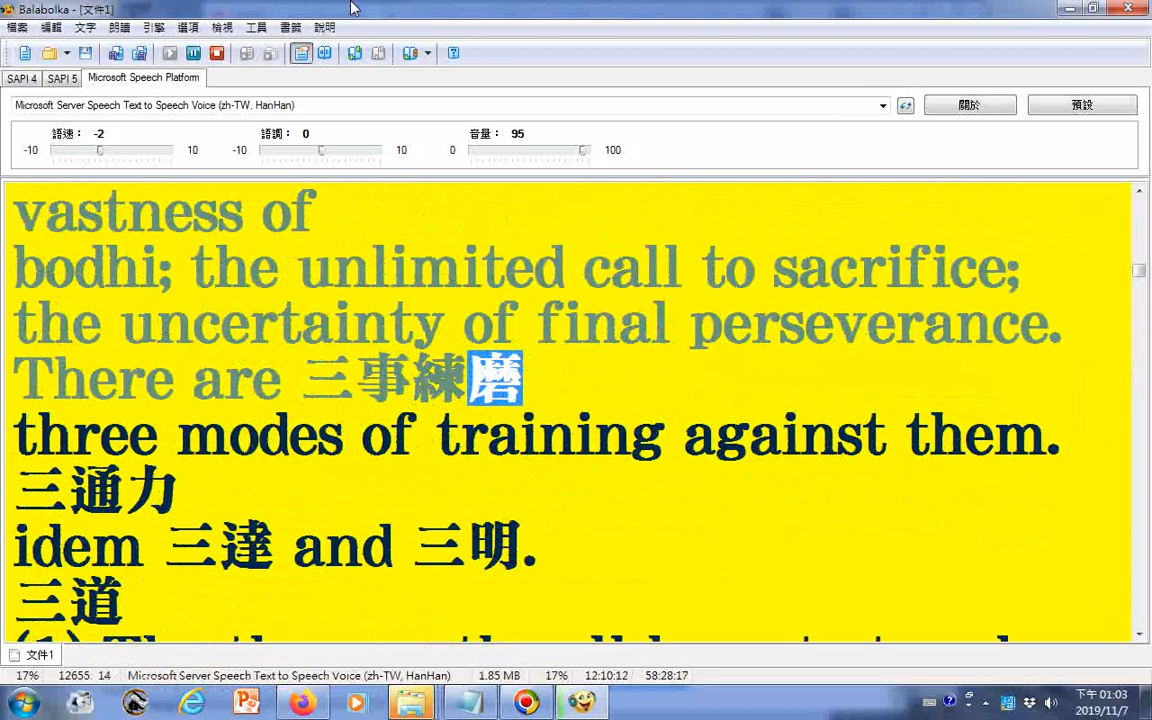 Balabolka - [文件1]
檔案 編輯 文字 朗讀 引擎 選項 檢視 工具 書籤 說明
SAPI 4 SAPI 5 Microsoft Speech Platform
Microsoft Server Speech Text to Speech Voice (zh-TW, HanHan) 關於 預設
語速: -2 語調: 0 音量: 95
-10 10 -10 10 0 100
vastness of
bodhi; the unlimited call to sacrifice;
the uncertainty of final perseverance.
There are 三事練磨
three modes of training against them.
三通力
idem 三達 and 三明.
三道
文件1
17% 12655: 14 Microsoft Server Speech Text to Speech Voice (zh-TW, HanHan) 1.85 MB 17% 12:10:12 58:28:17
下午 01:03
2019/11/7